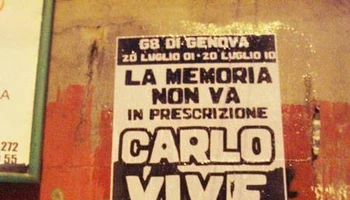 G8 DI GENOVA
20 LUGLIO 01 - 20 LUGLIO 10
LA MEMORIA
NON VA
IN PRESCRIZIONE
CARLO
VIVE
A
272
55